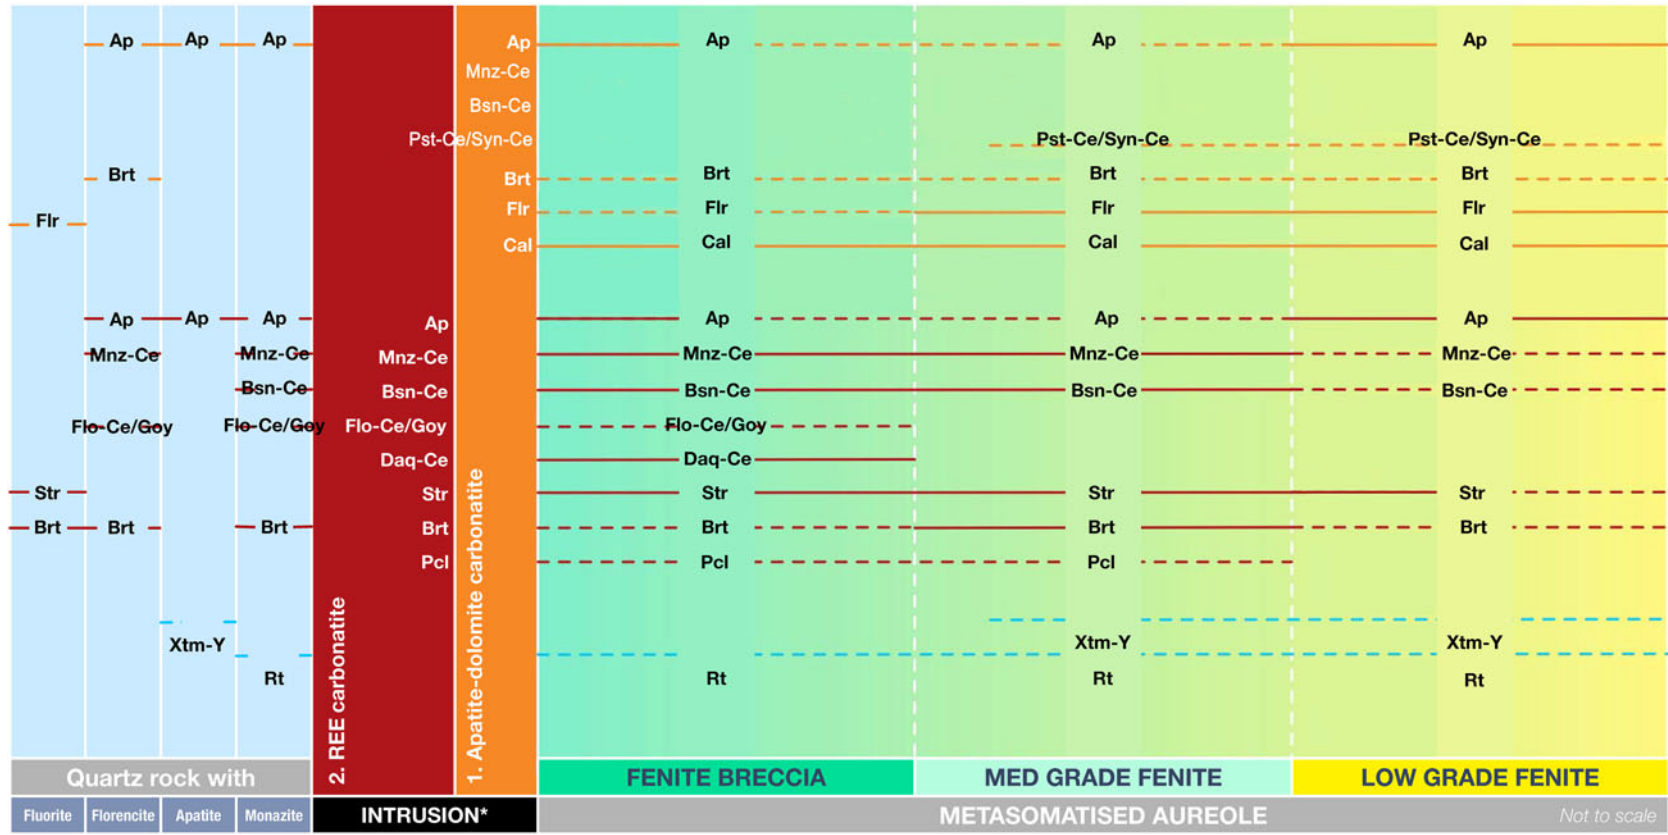 Ap Ap Ap Ap Ap Ap Ap
Mnz-Ce
Bsn-Ce
Pst-Ce/Syn-Ce Pst-Ce/Syn-Ce Pst-Ce/Syn-Ce
Brt Brt Brt Brt Brt
Flr Flr Flr Flr Flr
Cal Cal Cal Cal
Ap Ap Ap Ap Ap Ap Ap
Mnz-Ce Mnz-Ce Mnz-Ce Mnz-Ce Mnz-Ce Mnz-Ce
Bsn-Ce Bsn-Ce Bsn-Ce Bsn-Ce Bsn-Ce
Flo-Ce/Goy Flo-Ce/Goy Flo-Ce/Goy Flo-Ce/Goy
Daq-Ce Daq-Ce
Str Str Str Str Str
Brt Brt Brt Brt Brt Brt Brt
Pcl Pcl Pcl
Xtm-Y Xtm-Y Xtm-Y
Rt Rt Rt Rt
2. REE carbonatite
1. Apatite-dolomite carbonatite
Quartz rock with FENITE BRECCIA MED GRADE FENITE LOW GRADE FENITE
Fluorite Florencite Apatite Monazite INTRUSION* METASOMATISED AUREOLE Not to scale